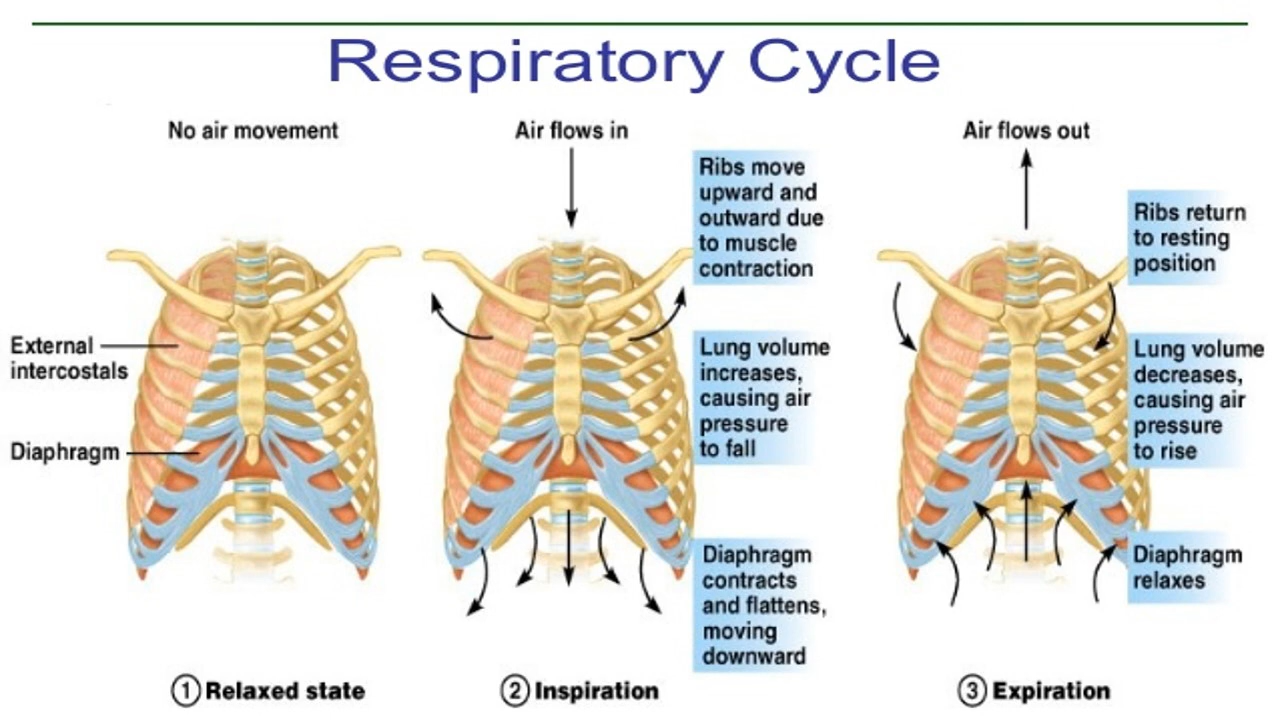 Respiratory Cycle
No air movement
External
intercostals
Diaphragm
1 Relaxed state
Air flows in
Ribs move
upward and
outward due
to muscle
contraction
Lung volume
increases,
causing air
pressure
to fall
Diaphragm
contracts
and flattens,
moving
downward
2 Inspiration
Air flows out
Ribs return
to resting
position
Lung volume
decreases,
causing air
pressure
to rise
Diaphragm
relaxes
3 Expiration